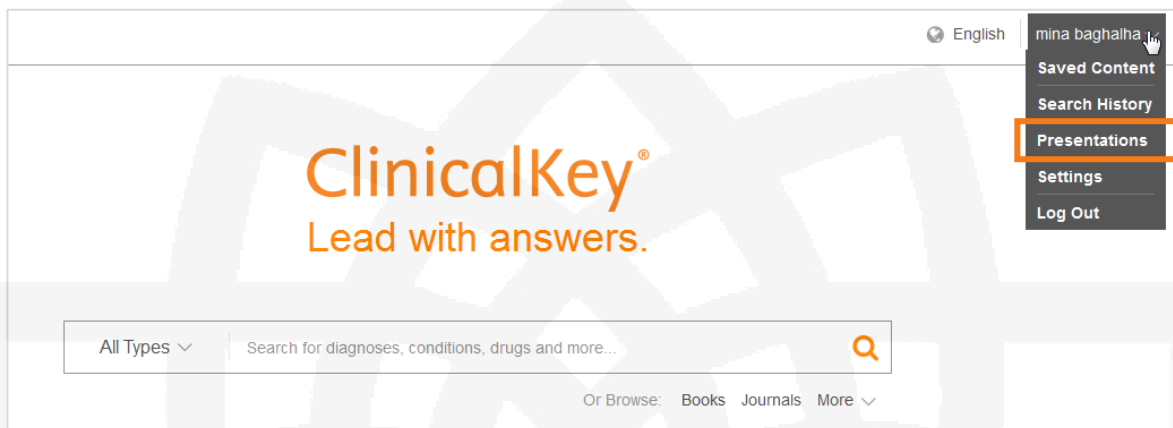 English mina baghalha
Saved Content
Search History
Presentations
Settings
Log Out
ClinicalKey®
Lead with answers.
All Types Search for diagnoses, conditions, drugs and more...
Or Browse: Books Journals More